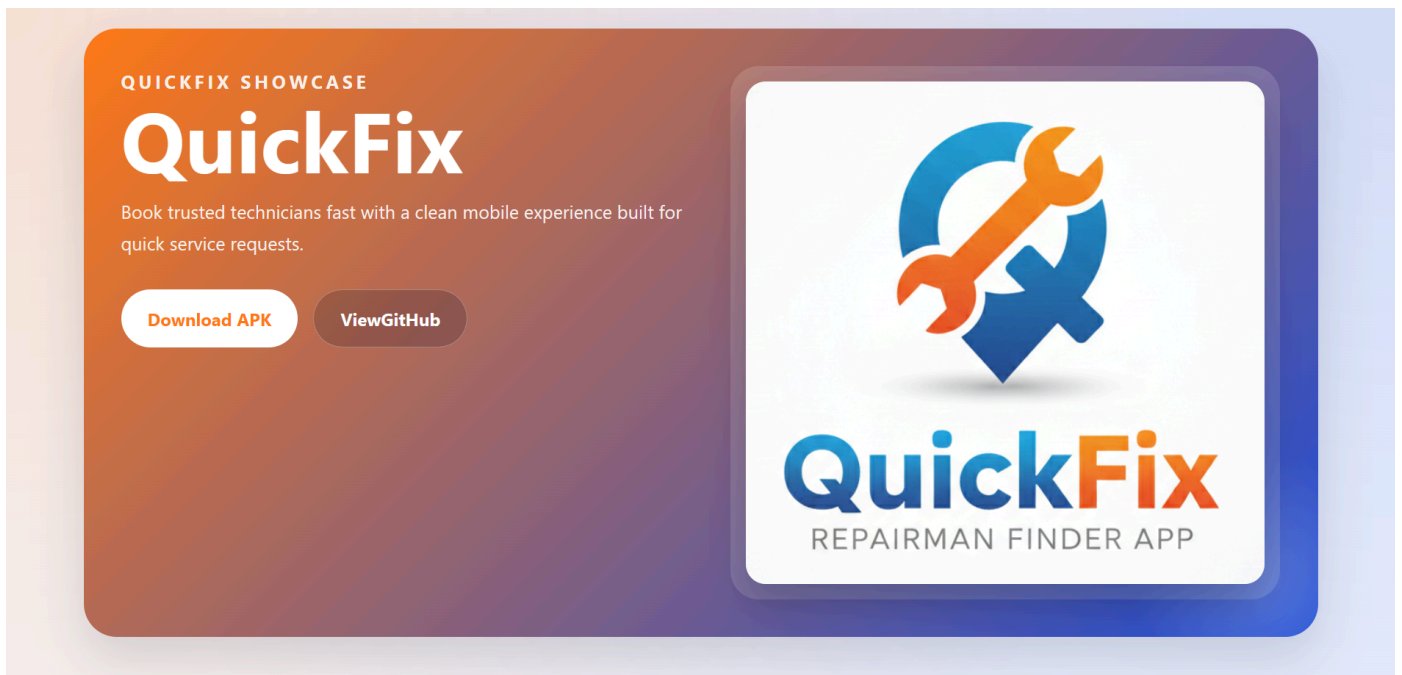 QUICKFIX SHOWCASE
QuickFix
Book trusted technicians fast with a clean mobile experience built for
quick service requests.
Download APK
ViewGitHub
QuickFix
REPAIRMAN FINDER APP